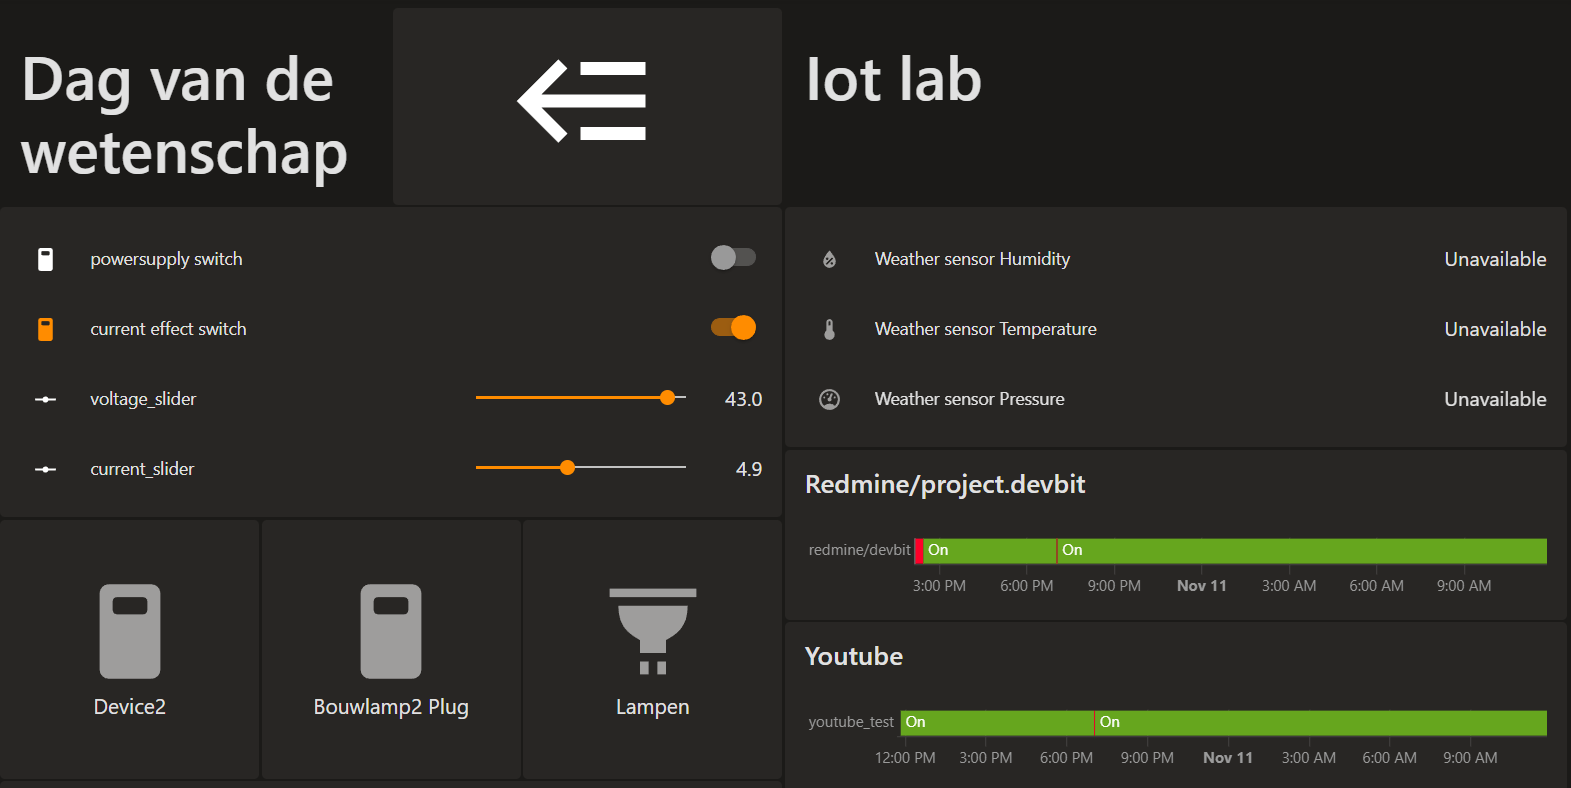 Dag van de
wetenschap
powersupply switch
current effect switch
voltage_slider 43.0
current_slider 4.9
Device2
Bouwlamp2 Plug
Lampen
Iot lab
Weather sensor Humidity Unavailable
Weather sensor Temperature Unavailable
Weather sensor Pressure Unavailable
Redmine/project.devbit
redmine/devbit On On
3:00 PM 6:00 PM 9:00 PM Nov 11 3:00 AM 6:00 AM 9:00 AM
Youtube
youtube_test On On
12:00 PM 3:00 PM 6:00 PM 9:00 PM Nov 11 3:00 AM 6:00 AM 9:00 AM